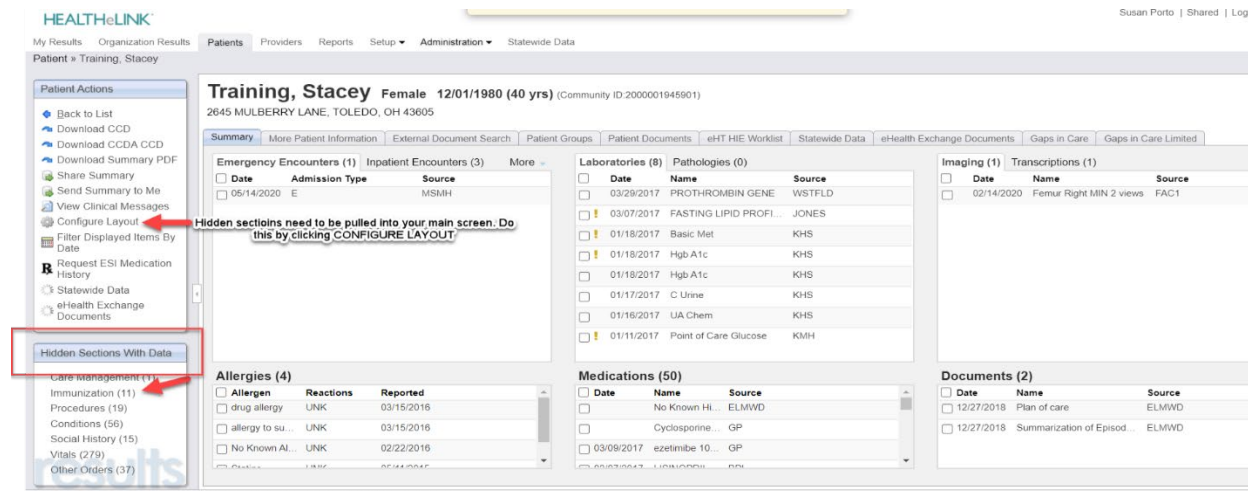 HEALTHeLINK
Susan Porto | Shared | Log
My Results Organization Results Patients Providers Reports Setup Administration Statewide Data
Patient » Training, Stacey
Patient Actions
Back to List
Download CCD
Download CCDA CCD
Download Summary PDF
Share Summary
Send Summary to Me
View Clinical Messages
Configure Layout
Filter Displayed Items By
Date
Request ESI Medication
History
Statewide Data
eHealth Exchange
Documents
Hidden Sections With Data
Care Management (1)
Immunization (11)
Procedures (19)
Conditions (56)
Social History (15)
Vitals (279)
Other Orders (37)
results
Training, Stacey Female 12/01/1980 (40 yrs) (Community ID:2000001945901)
2645 MULBERRY LANE, TOLEDO, OH 43605
Summary More Patient Information External Document Search Patient Groups Patient Documents eHT HIE Worklist Statewide Data eHealth Exchange Documents Gaps in Care Gaps in Care Limited
Emergency Encounters (1) Inpatient Encounters (3) More
Date Admission Type Source
05/14/2020 E MSMH
Hidden sectioins need to be pulled into your main screen. Do
this by clicking CONFIGURE LAYOUT
Laboratories (8) Pathologies (0)
Date Name Source
03/29/2017 PROTHROMBIN GENE WSTFLD
! 03/07/2017 FASTING LIPID PROFI... JONES
! 01/18/2017 Basic Met KHS
! 01/18/2017 Hgb A1c KHS
01/18/2017 Hgb A1c KHS
01/17/2017 C Urine KHS
01/16/2017 UA Chem KHS
! 01/11/2017 Point of Care Glucose KMH
Imaging (1) Transcriptions (1)
Date Name Source
02/14/2020 Femur Right MIN 2 views FAC1
Allergies (4)
Allergen Reactions Reported
drug allergy UNK 03/15/2016
allergy to su... UNK 03/15/2016
No Known Al... UNK 02/22/2016
Medications (50)
Date Name Source
No Known Hi... ELMWD
Cyclosporine... GP
03/09/2017 ezetimibe 10... GP
Documents (2)
Date Name Source
12/27/2018 Plan of care ELMWD
12/27/2018 Summarization of Episod... ELMWD